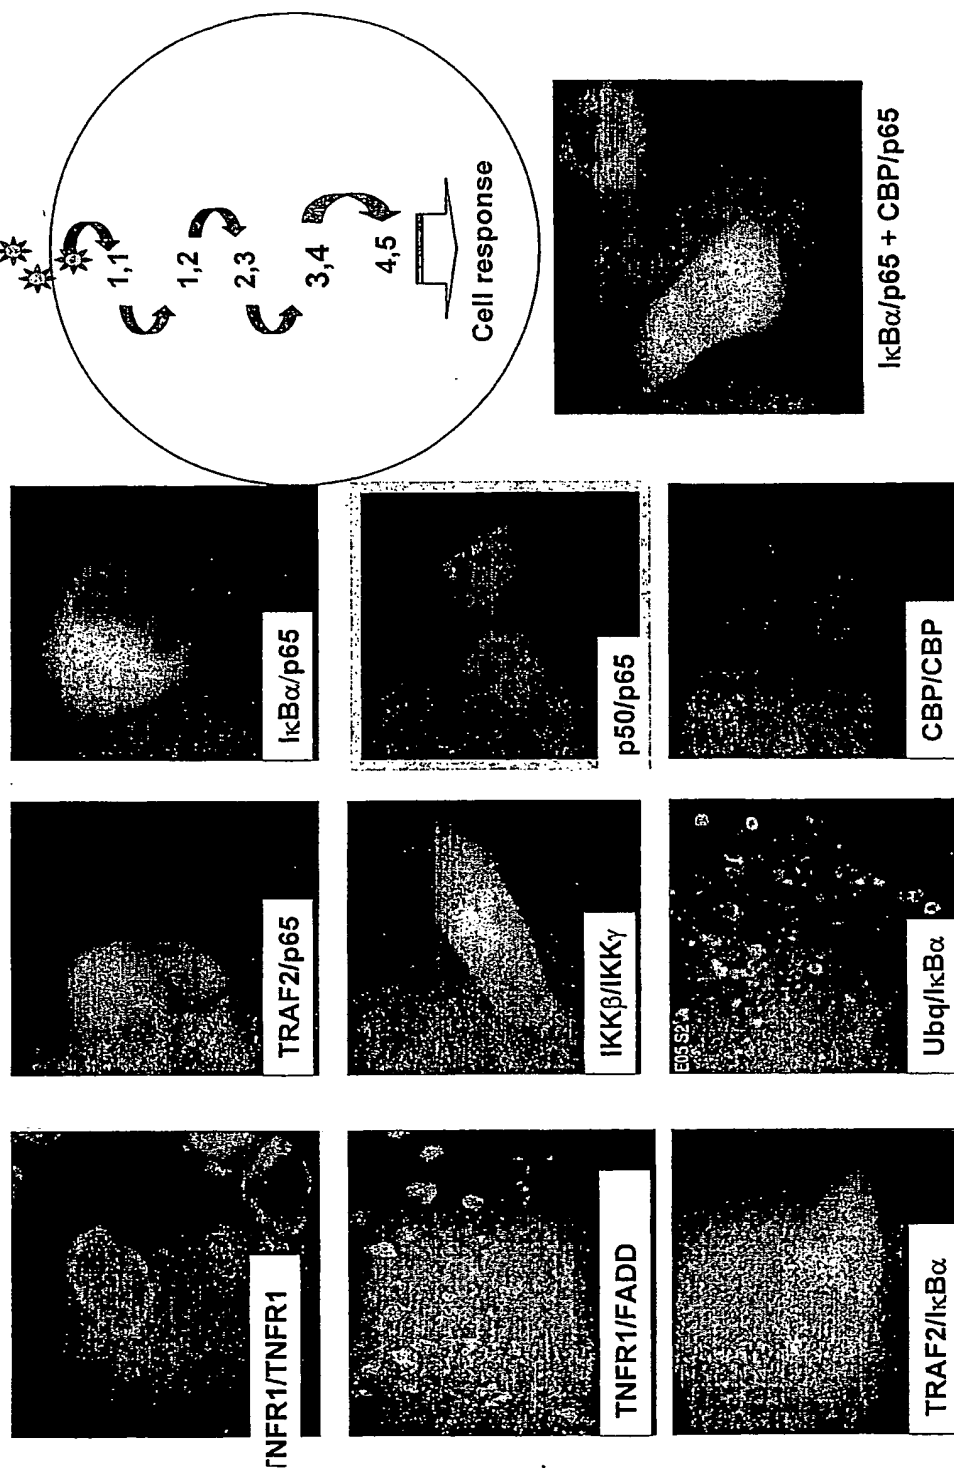 TNFR1/TNFR1
TRAF2/p65
IκBα/p65
1,1
1,2
2,3
3,4
4,5
Cell response
TNFR1/FADD
IKKβ/IKKγ
p50/p65
TRAF2/IκBα
Ubq/IκBα
CBP/CBP
IκBα/p65 + CBP/p65